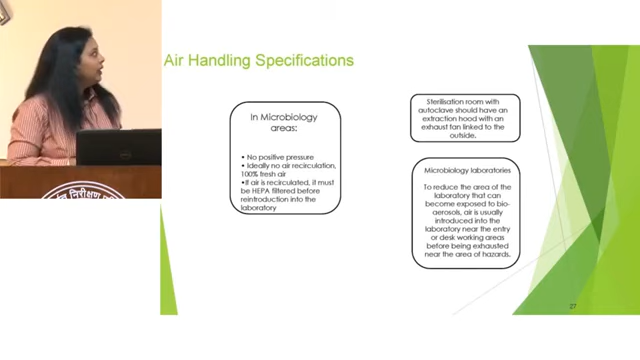 Air Handling Specifications
In Microbiology
areas:
• No positive pressure
• Ideally no air recirculation,
100% fresh air
•If air is recirculated, it must
be HEPA filtered before
reintroduction into the
laboratory
Sterilisation room with
autoclave should have an
extraction hood with an
exhaust fan linked to the
outside.
Microbiology laboratories
To reduce the area of the
laboratory that can
become exposed to bio-
aerosols, air is usually
introduced into the
laboratory near the entry
or desk working areas
before being exhausted
near the area of hazards.
निरीक्षण
27